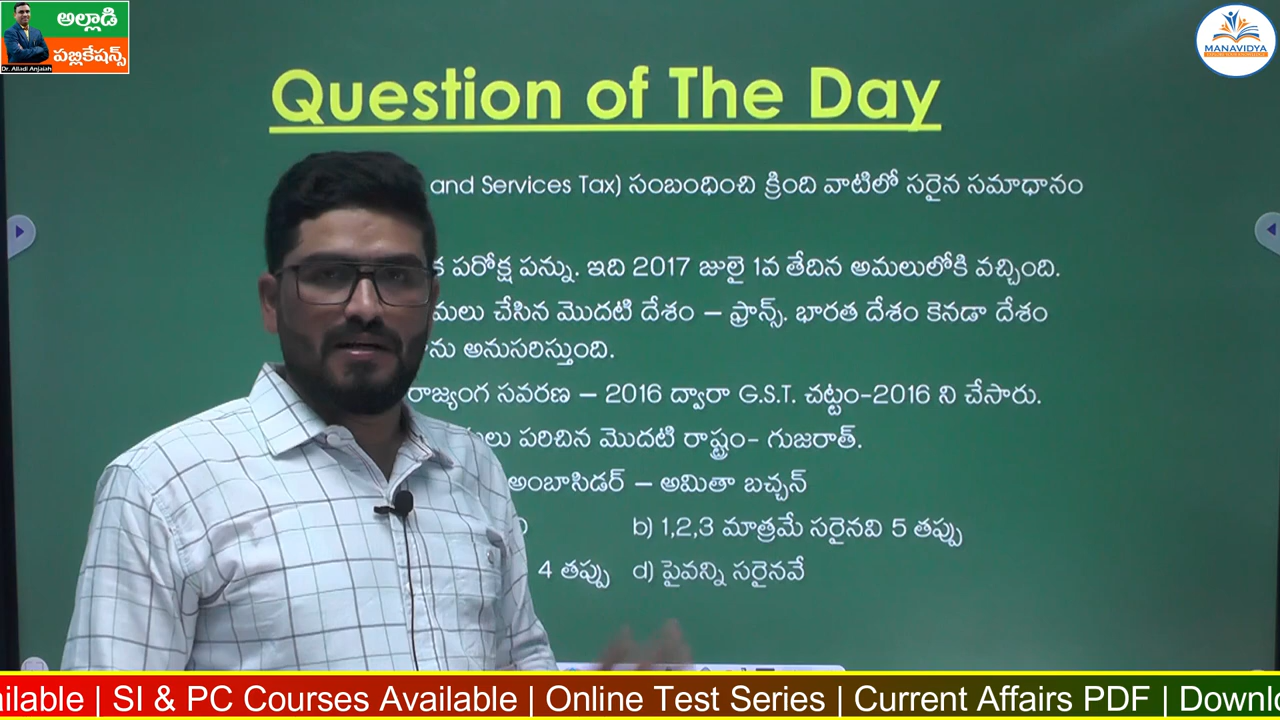 అల్లాడి
పబ్లికేషన్స్
Dr. Alladi Anjaiah
MANAVIDYA
Question of The Day
and Services Tax) సంబంధించి క్రింది వాటిలో సరైన సమాధానం
క పరోక్ష పన్ను. ఇది 2017 జులై 1వ తేదిన అమలులోకి వచ్చింది.
మలు చేసిన మొదటి దేశం – ఫ్రాన్స్. భారత దేశం కెనడా దేశం
ను అనుసరిస్తుంది.
రాజ్యంగ సవరణ – 2016 ద్వారా G.S.T. చట్టం-2016 ని చేసారు.
మలు పరిచిన మొదటి రాష్ట్రం- గుజరాత్.
అంబాసిడర్ – అమితా బచ్చన్
b) 1,2,3 మాత్రమే సరైనవి 5 తప్పు
4 తప్పు d) పైవన్ని సరైనవే
ailable | SI & PC Courses Available | Online Test Series | Current Affairs PDF | Downlo